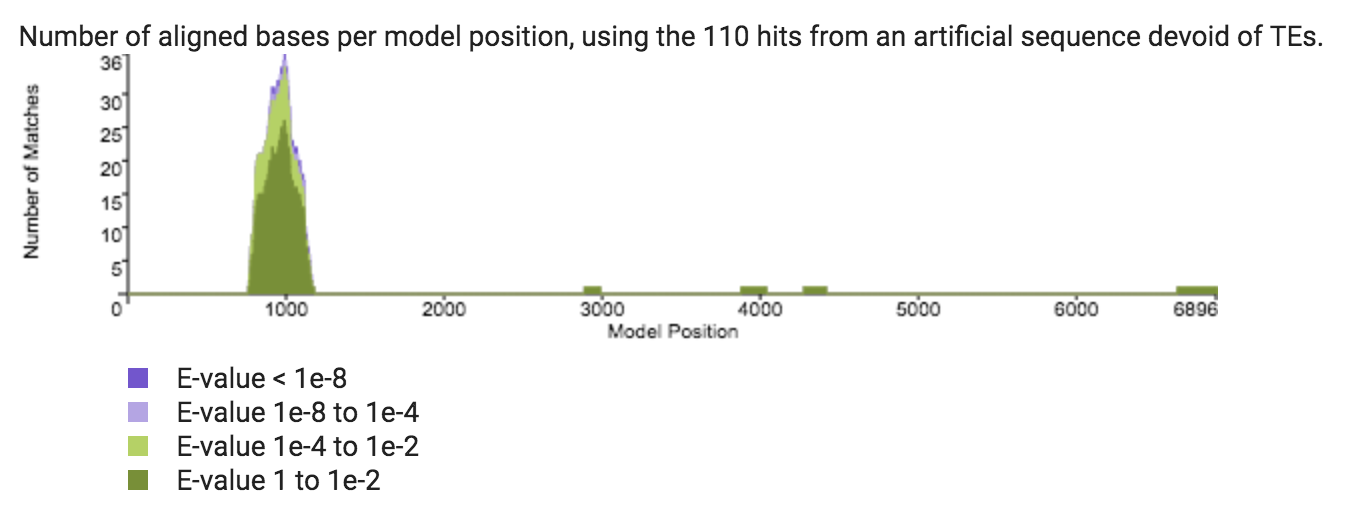 Number of aligned bases per model position, using the 110 hits from an artificial sequence devoid of TEs.
36
30
25
20
15
10
5
Number of Matches
0 1000 2000 3000 4000 5000 6000 6896
Model Position
E-value < 1e-8
E-value 1e-8 to 1e-4
E-value 1e-4 to 1e-2
E-value 1 to 1e-2